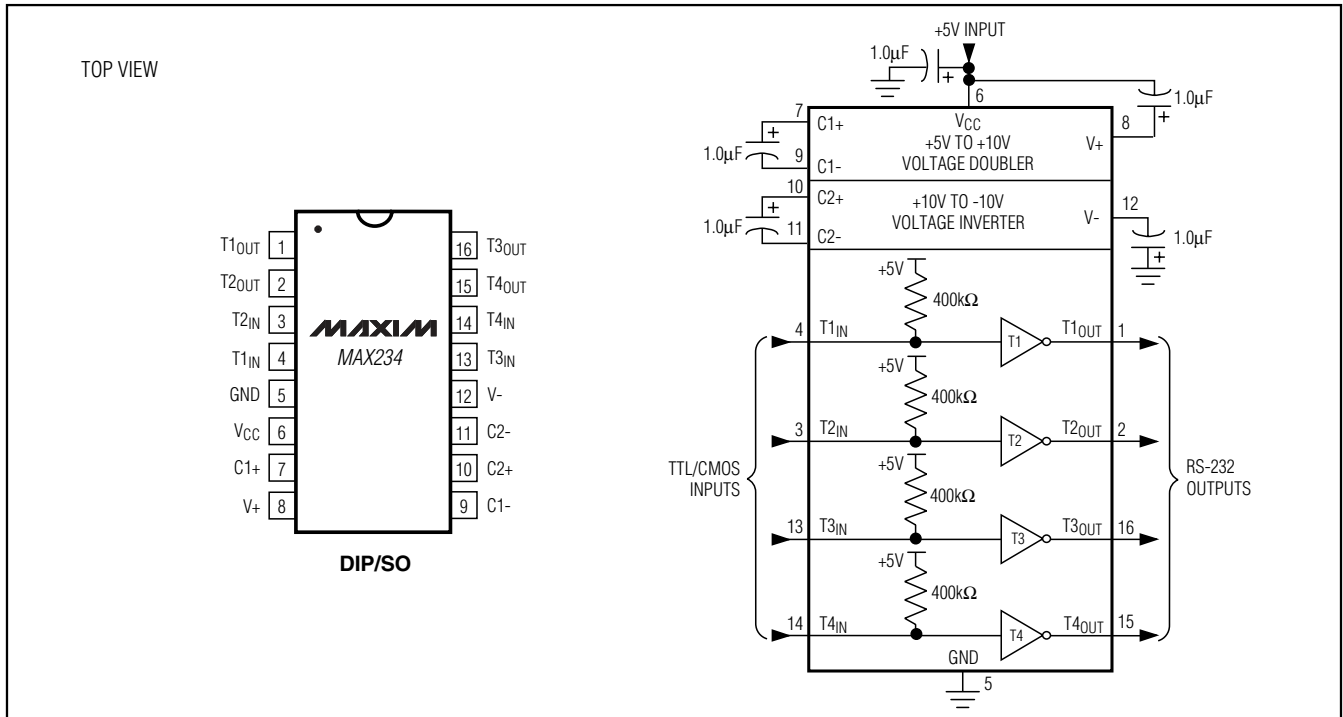 TOP VIEW
T1OUT 1
T2OUT 2
T2IN 3
T1IN 4
GND 5
VCC 6
C1+ 7
V+ 8
16 T3OUT
15 T4OUT
14 T4IN
13 T3IN
12 V-
11 C2-
10 C2+
9 C1-
MAXIM
MAX234
DIP/SO
+5V INPUT
1.0μF
+
6
1.0μF
+
7 C1+
VCC
+5V TO +10V
VOLTAGE DOUBLER
V+ 8
1.0μF
+
9 C1-
10 C2+
+10V TO -10V
VOLTAGE INVERTER
V- 12
1.0μF
+
11 C2-
1.0μF
+
+5V
400kΩ
4 T1IN
T1
T1OUT 1
+5V
400kΩ
3 T2IN
T2
T2OUT 2
TTL/CMOS
INPUTS
+5V
400kΩ
RS-232
OUTPUTS
13 T3IN
T3
T3OUT 16
+5V
400kΩ
14 T4IN
T4
T4OUT 15
GND
5